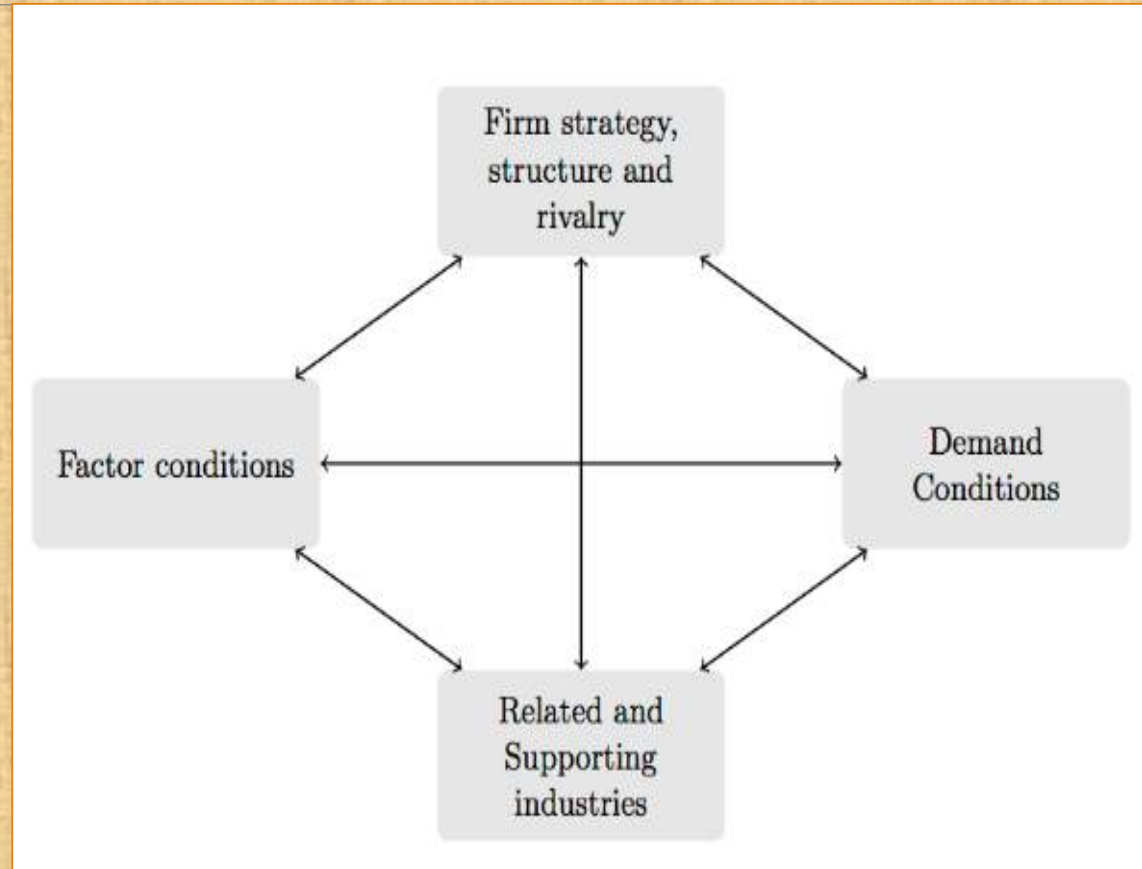 Firm strategy,
structure and
rivalry
Factor conditions
Demand
Conditions
Related and
Supporting
industries